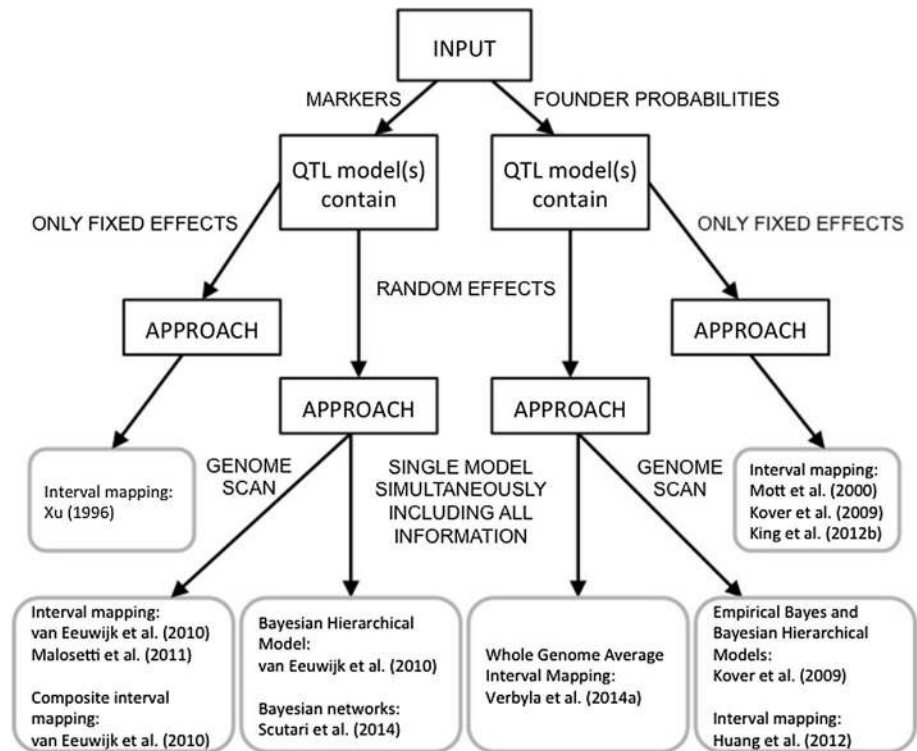 INPUT
MARKERS
FOUNDER PROBABILITIES
QTL model(s)
contain
QTL model(s)
contain
ONLY FIXED EFFECTS
ONLY FIXED EFFECTS
RANDOM EFFECTS
APPROACH
APPROACH
APPROACH
APPROACH
GENOME
SCAN
SINGLE MODEL
SIMULTANEOUSLY
INCLUDING ALL
INFORMATION
GENOME
SCAN
Interval mapping:
Xu (1996)
Interval mapping:
Mott et al. (2000)
Kover et al. (2009)
King et al. (2012b)
Interval mapping:
van Eeuwijk et al. (2010)
Malosetti et al. (2011)
Composite interval
mapping:
van Eeuwijk et al. (2010)
Bayesian Hierarchical
Model:
van Eeuwijk et al. (2010)
Bayesian networks:
Scutari et al. (2014)
Whole Genome Average
Interval Mapping:
Verbyla et al. (2014a)
Empirical Bayes and
Bayesian Hierarchical
Models:
Kover et al. (2009)
Interval mapping:
Huang et al. (2012)